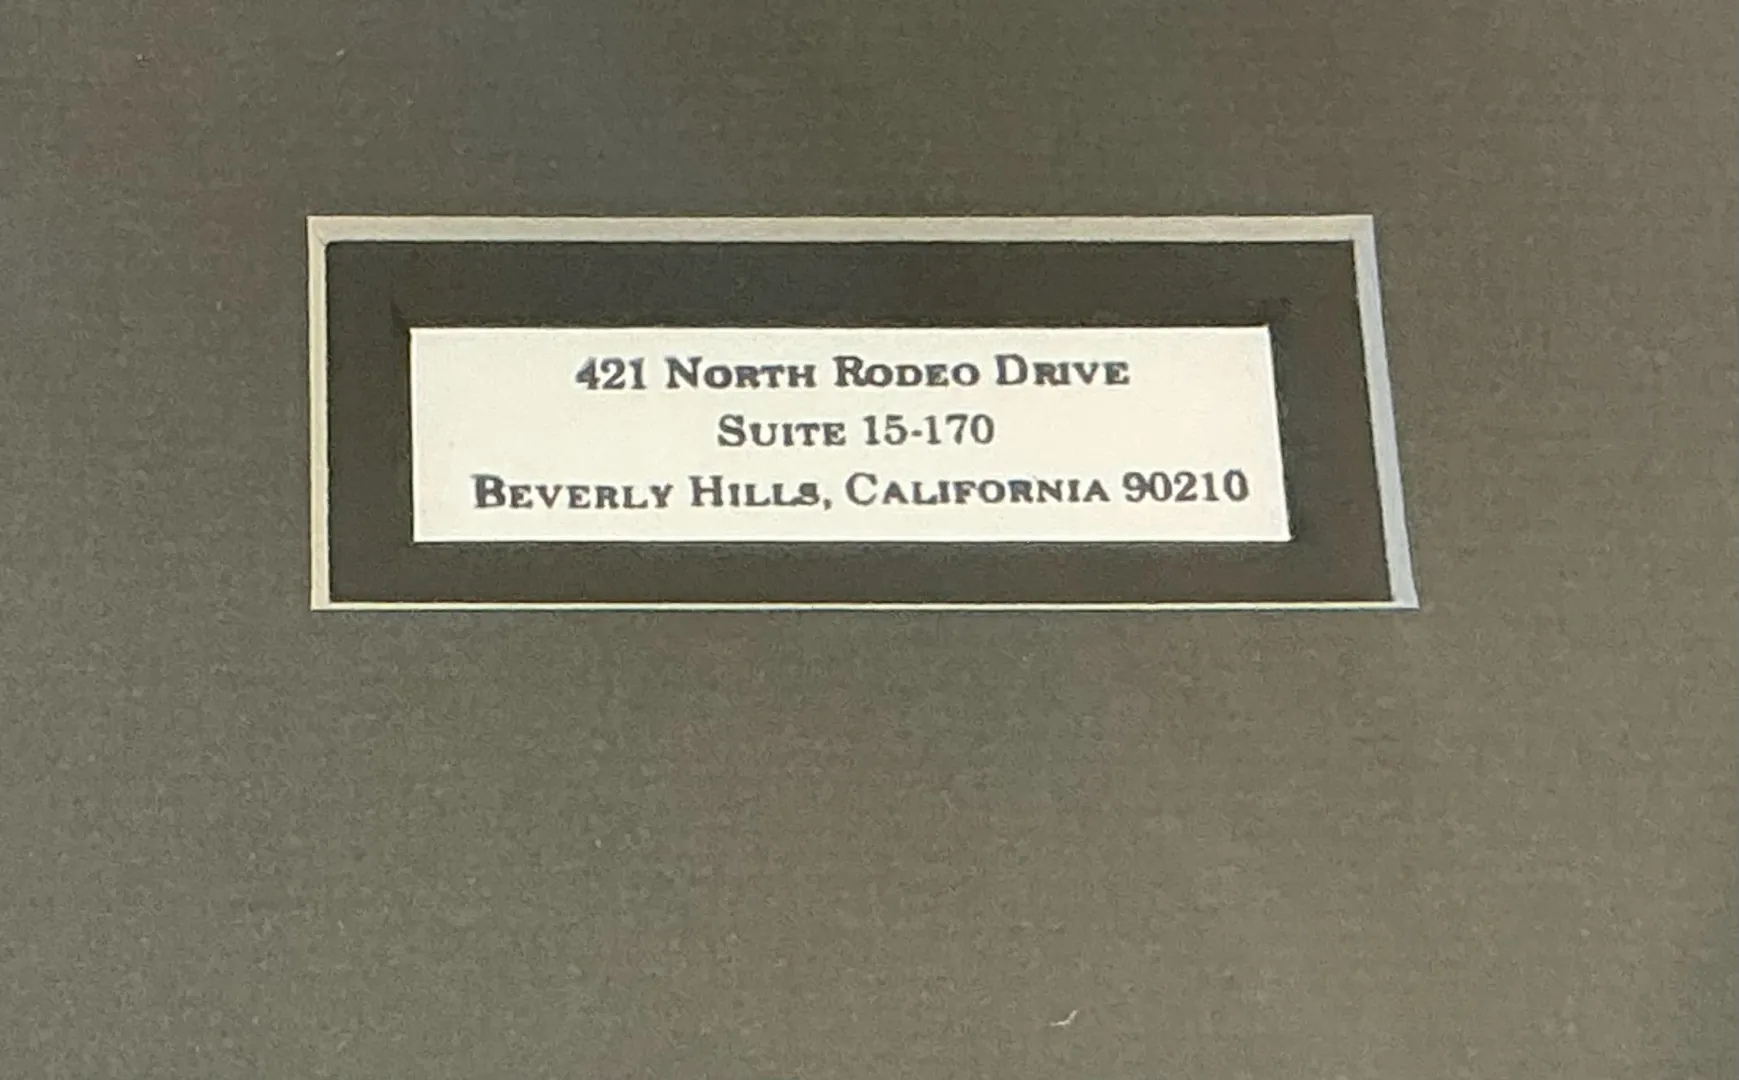 421 North Rodeo Drive
Suite 15-170
Beverly Hills, California 90210